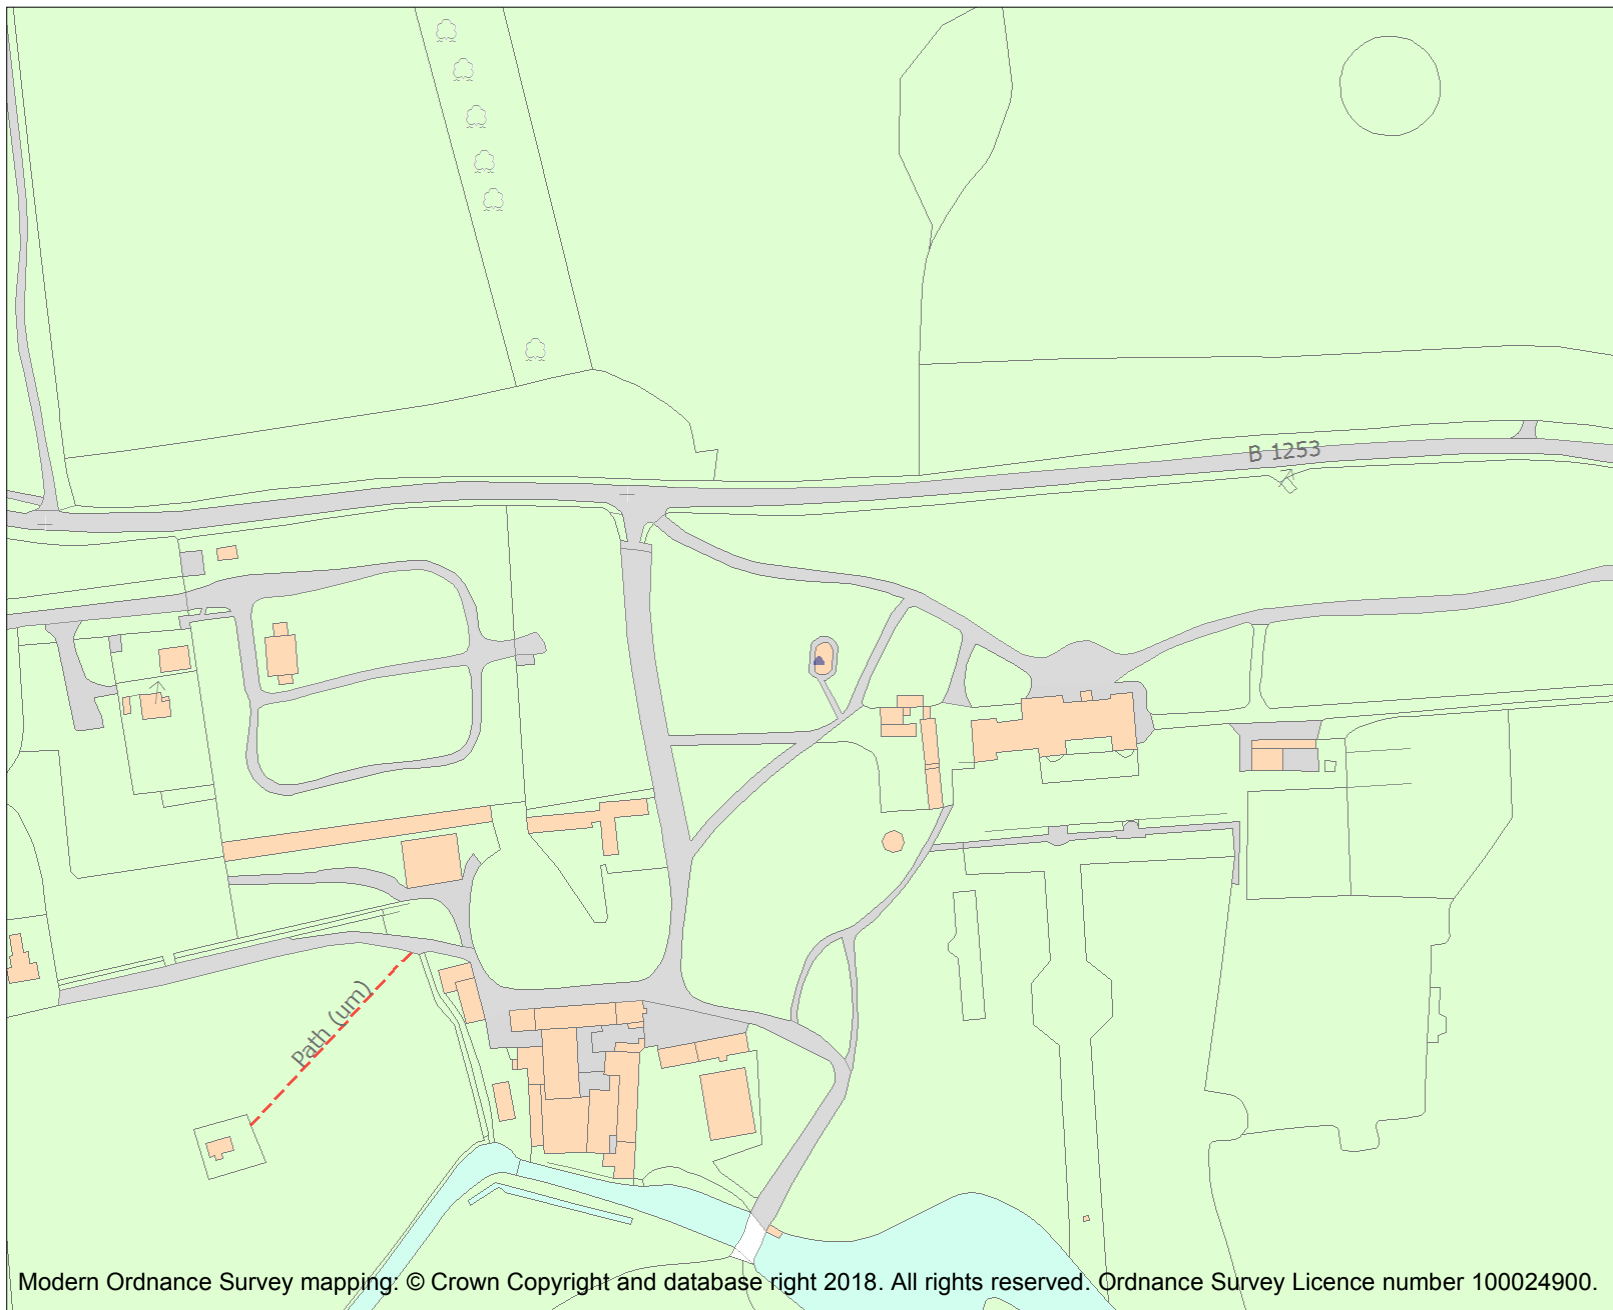 B 1253
Path (um)
Modern Ordnance Survey mapping: © Crown Copyright and database right 2018. All rights reserved. Ordnance Survey Licence number 100024900.